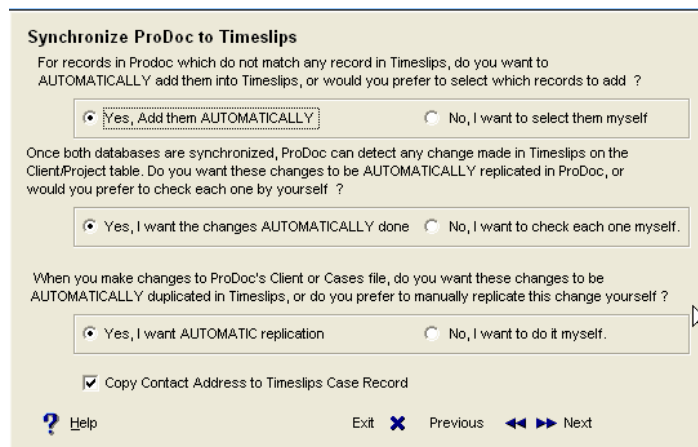 Synchronize ProDoc to Timeslips
For records in Prodoc which do not match any record in Timeslips, do you want to
AUTOMATICALLY add them into Timeslips, or would you prefer to select which records to add ?
Yes, Add them AUTOMATICALLY
No, I want to select them myself
Once both databases are synchronized, ProDoc can detect any change made in Timeslips on the
Client/Project table. Do you want these changes to be AUTOMATICALLY replicated in ProDoc, or
would you prefer to check each one by yourself ?
Yes, I want the changes AUTOMATICALLY done
No, I want to check each one myself.
When you make changes to ProDoc's Client or Cases file, do you want these changes to be
AUTOMATICALLY duplicated in Timeslips, or do you prefer to manually replicate this change yourself ?
Yes, I want AUTOMATIC replication
No, I want to do it myself.
Copy Contact Address to Timeslips Case Record
Help
Exit
Previous
Next